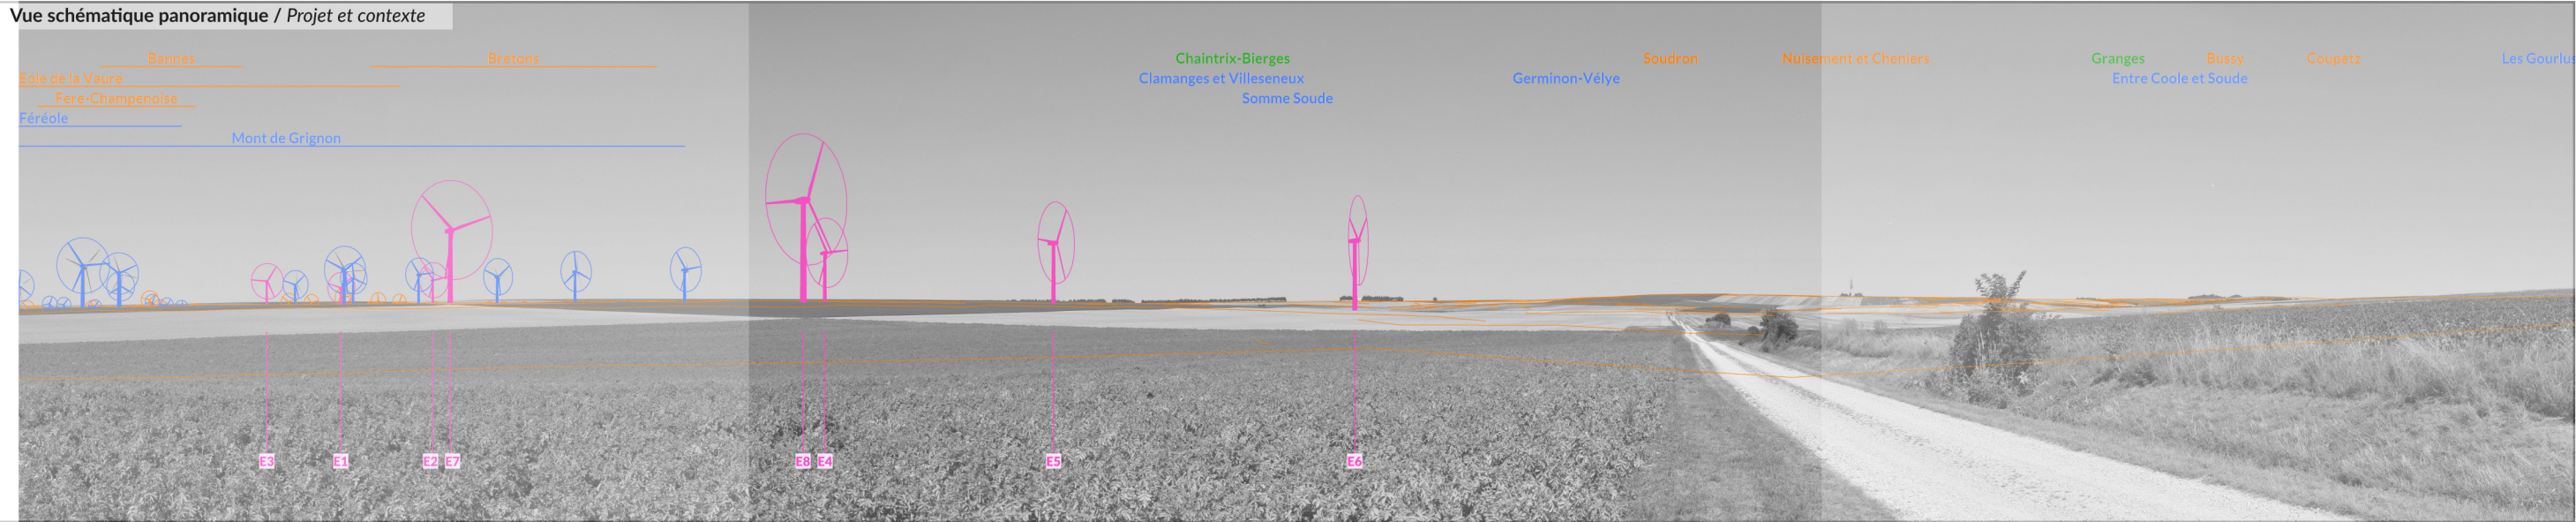 Vue schématique panoramique / Projet et contexte
Bannes
Bretons
Chaintrix-Bierges
Soudron
Nuisement et Cheniers
Granges
Bussy
Coupetz
Eole de la Vaure
Clamanges et Villeseneux
Germinon-Vélye
Entre Coole et Soude
Les Gourlus
Fere-Champenoise
Somme Soude
Féréole
Mont de Grignon
E3
E1
E2
E7
E8
E4
E5
E6